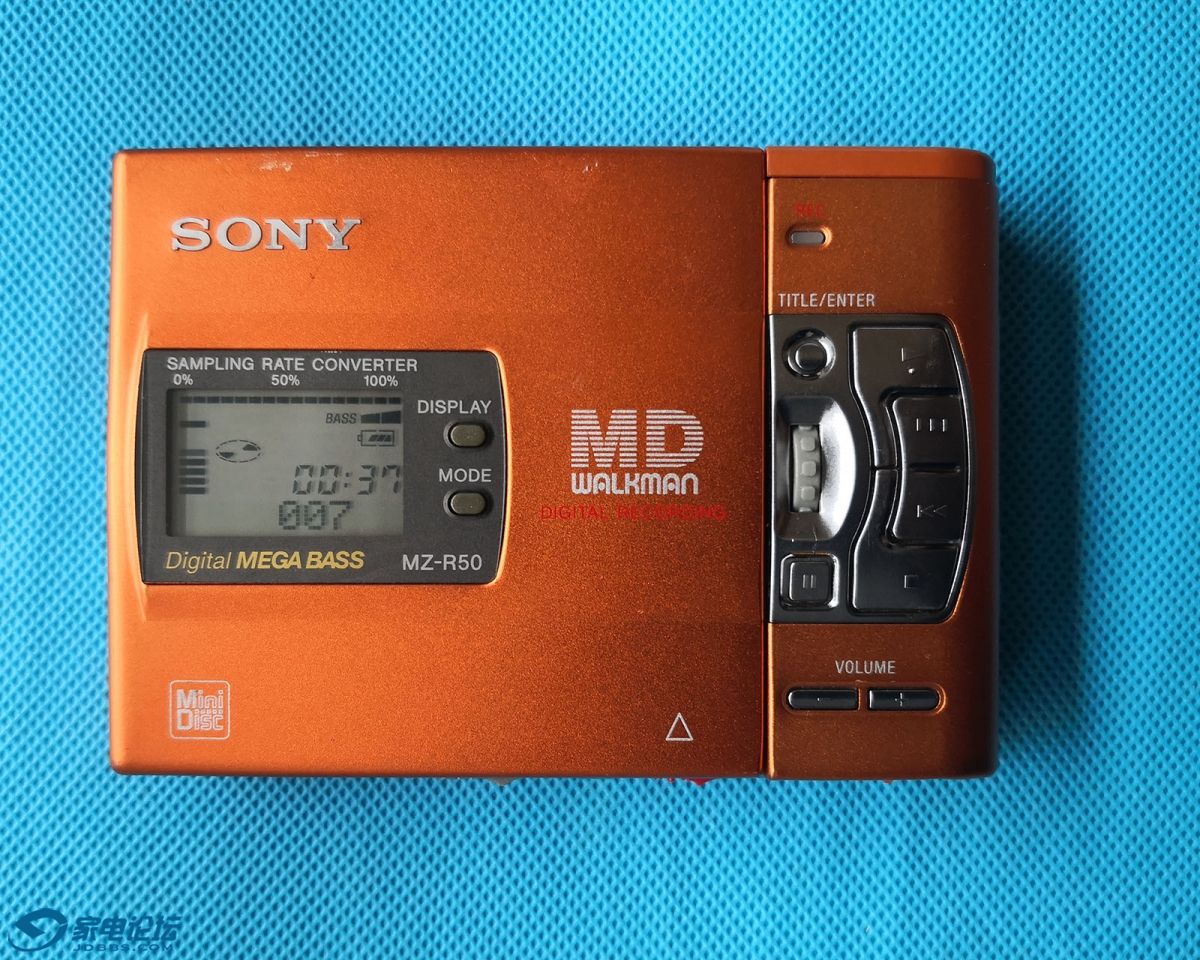 SONY
REC
TITLE/ENTER
SAMPLING RATE CONVERTER
0% 50% 100%
DISPLAY
BASS
MODE
00:37
007
Digital MEGA BASS
MZ-R50
MD
WALKMAN
DIGITAL RECORDING
VOLUME
- +
Mini
Disc
家电论坛
JDBBS.COM